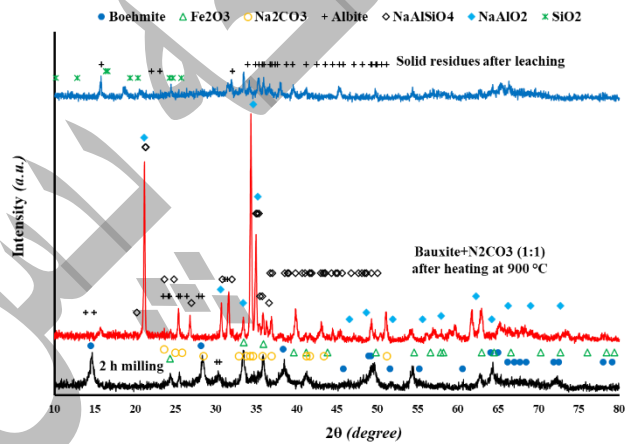 Boehmite Fe2O3 Na2CO3 Albite NaAlSiO4 NaAlO2 SiO2
Solid residues after leaching
Intensity (a.u.)
Bauxite+N2CO3 (1:1)
after heating at 900 °C
2 h milling
10 15 20 25 30 35 40 45 50 55 60 65 70 75 80
2θ (degree)